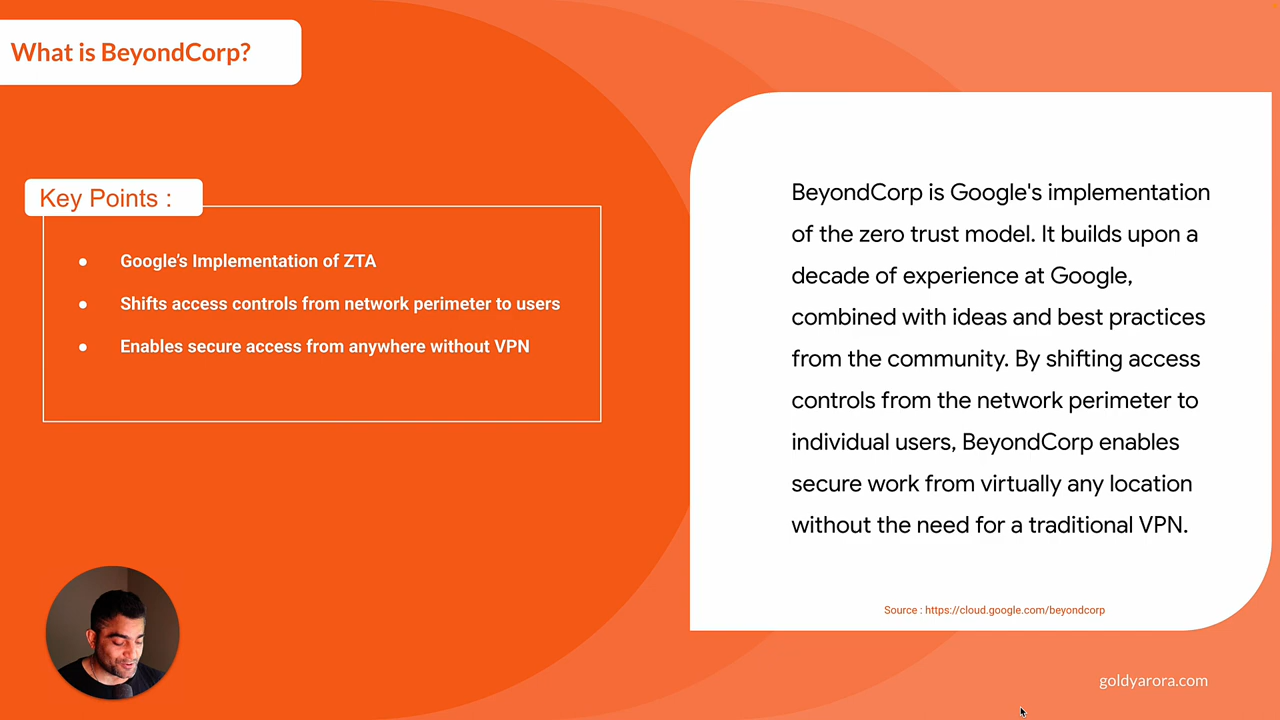 What is BeyondCorp?
Key Points :
● Google’s Implementation of ZTA
● Shifts access controls from network perimeter to users
● Enables secure access from anywhere without VPN
BeyondCorp is Google's implementation
of the zero trust model. It builds upon a
decade of experience at Google,
combined with ideas and best practices
from the community. By shifting access
controls from the network perimeter to
individual users, BeyondCorp enables
secure work from virtually any location
without the need for a traditional VPN.
Source : https://cloud.google.com/beyondcorp
goldyarora.com